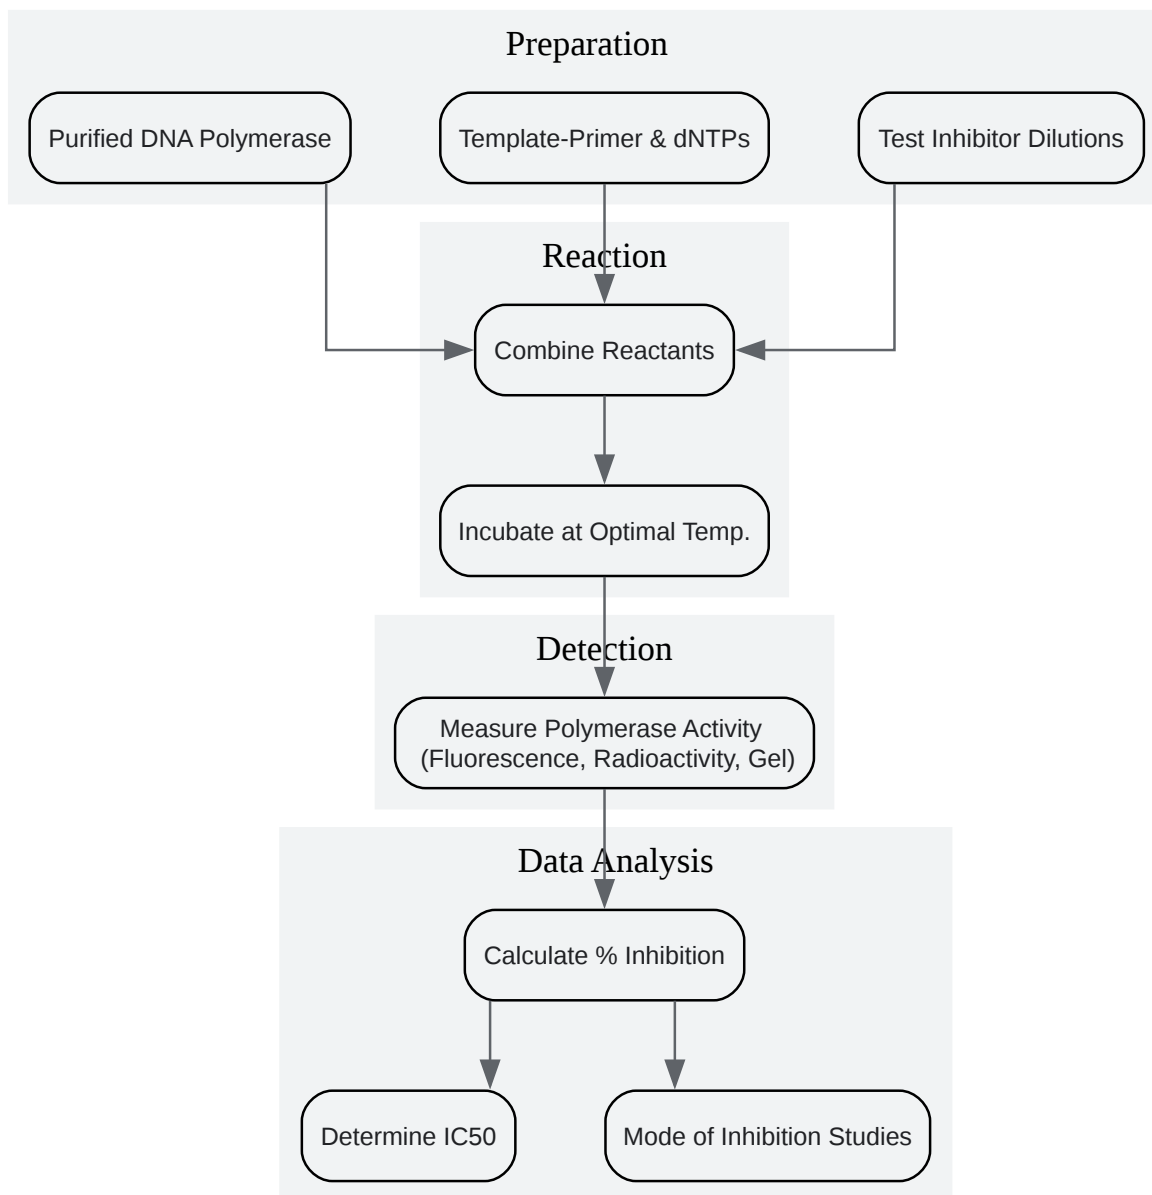 Preparation
Purified DNA Polymerase
Template-Primer & dNTPs
Test Inhibitor Dilutions
Reaction
Combine Reactants
Incubate at Optimal Temp.
Detection
Measure Polymerase Activity
(Fluorescence, Radioactivity, Gel)
Data Analysis
Calculate % Inhibition
Determine IC50
Mode of Inhibition Studies